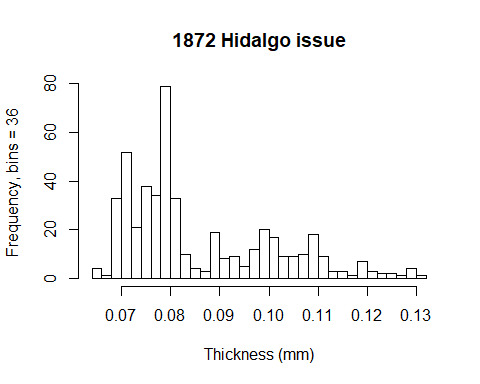 1872 Hidalgo issue
Frequency, bins = 36
80
60
40
20
0
0.07 0.08 0.09 0.10 0.11 0.12 0.13
Thickness (mm)